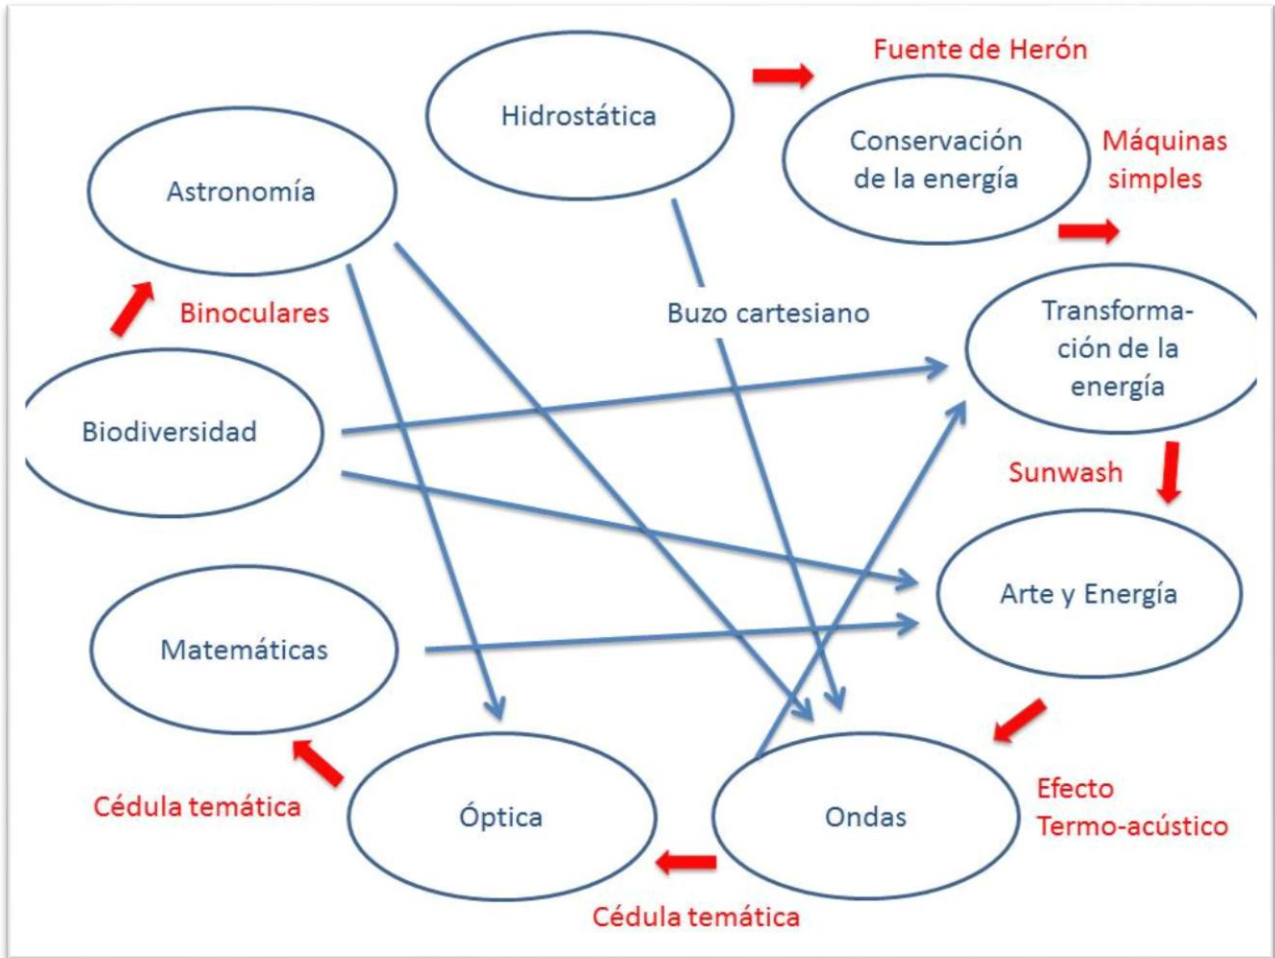 Fuente de Herón
Hidrostática
Conservación
de la energía
Máquinas
simples
Astronomía
Binoculares
Buzo cartesiano
Transforma-
ción de la
energía
Biodiversidad
Sunwash
Arte y Energía
Matemáticas
Cédula temática
Óptica
Ondas
Efecto
Termo-acústico
Cédula temática